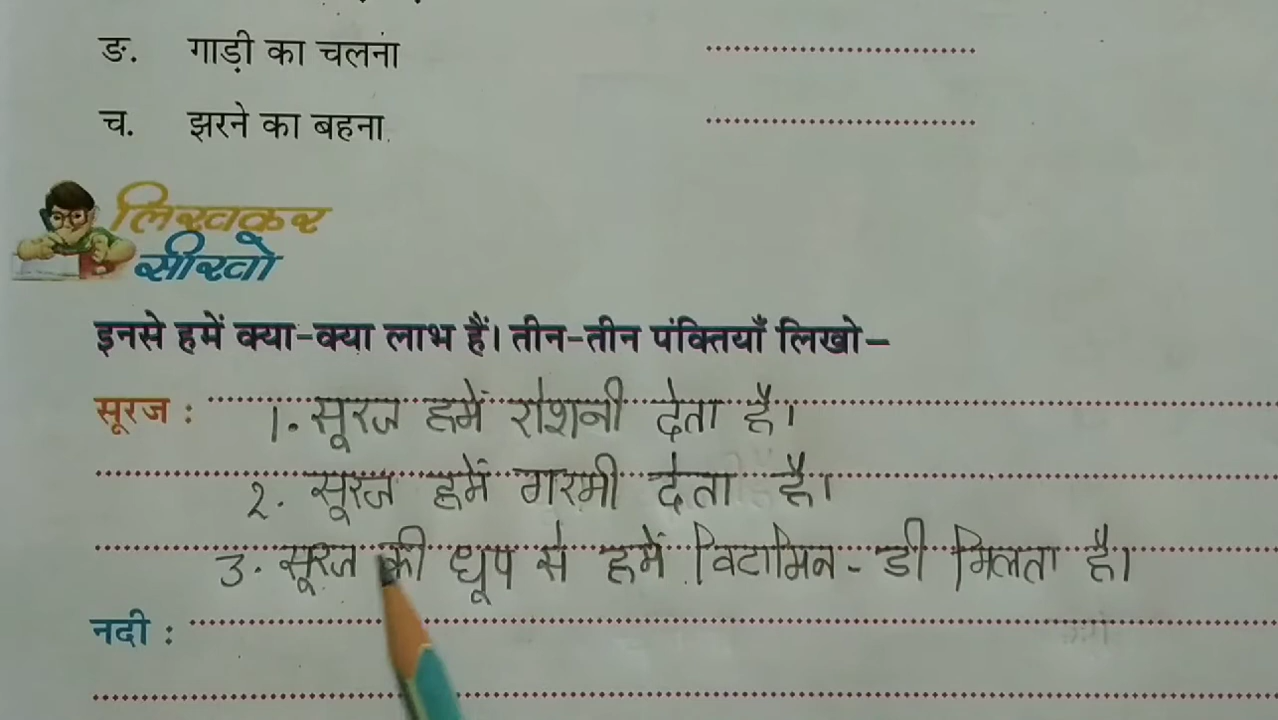 ङ. गाड़ी का चलना ..............................
च. झरने का बहना ..............................
लिखकर
सीखो
इनसे हमें क्या-क्या लाभ हैं। तीन-तीन पंक्तियाँ लिखो–
सूरज : 1. सूरज हमें रोशनी देता है।
2. सूरज हमें गरमी देता है।
3. सूरज की धूप से हमें विटामिन - डी मिलता है।
नदी :